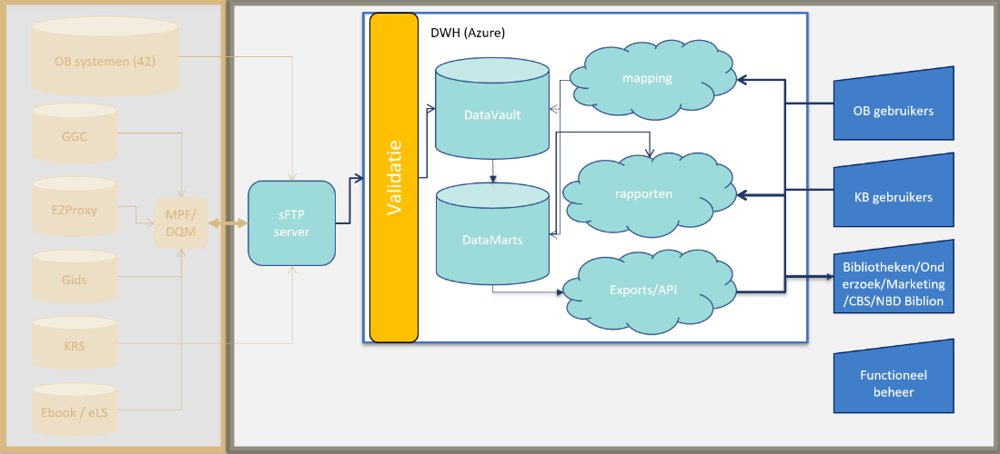 OB systemen (42)
GGC
EZProxy
MPF/
DQM
Gids
KRS
Ebook / eLS
sFTP
server
Validatie
DWH (Azure)
DataVault
DataMarts
mapping
rapporten
Exports/API
OB gebruikers
KB gebruikers
Bibliotheken/Ond
erzoek/Marketing
/CBS/NBD Biblion
Functioneel
beheer